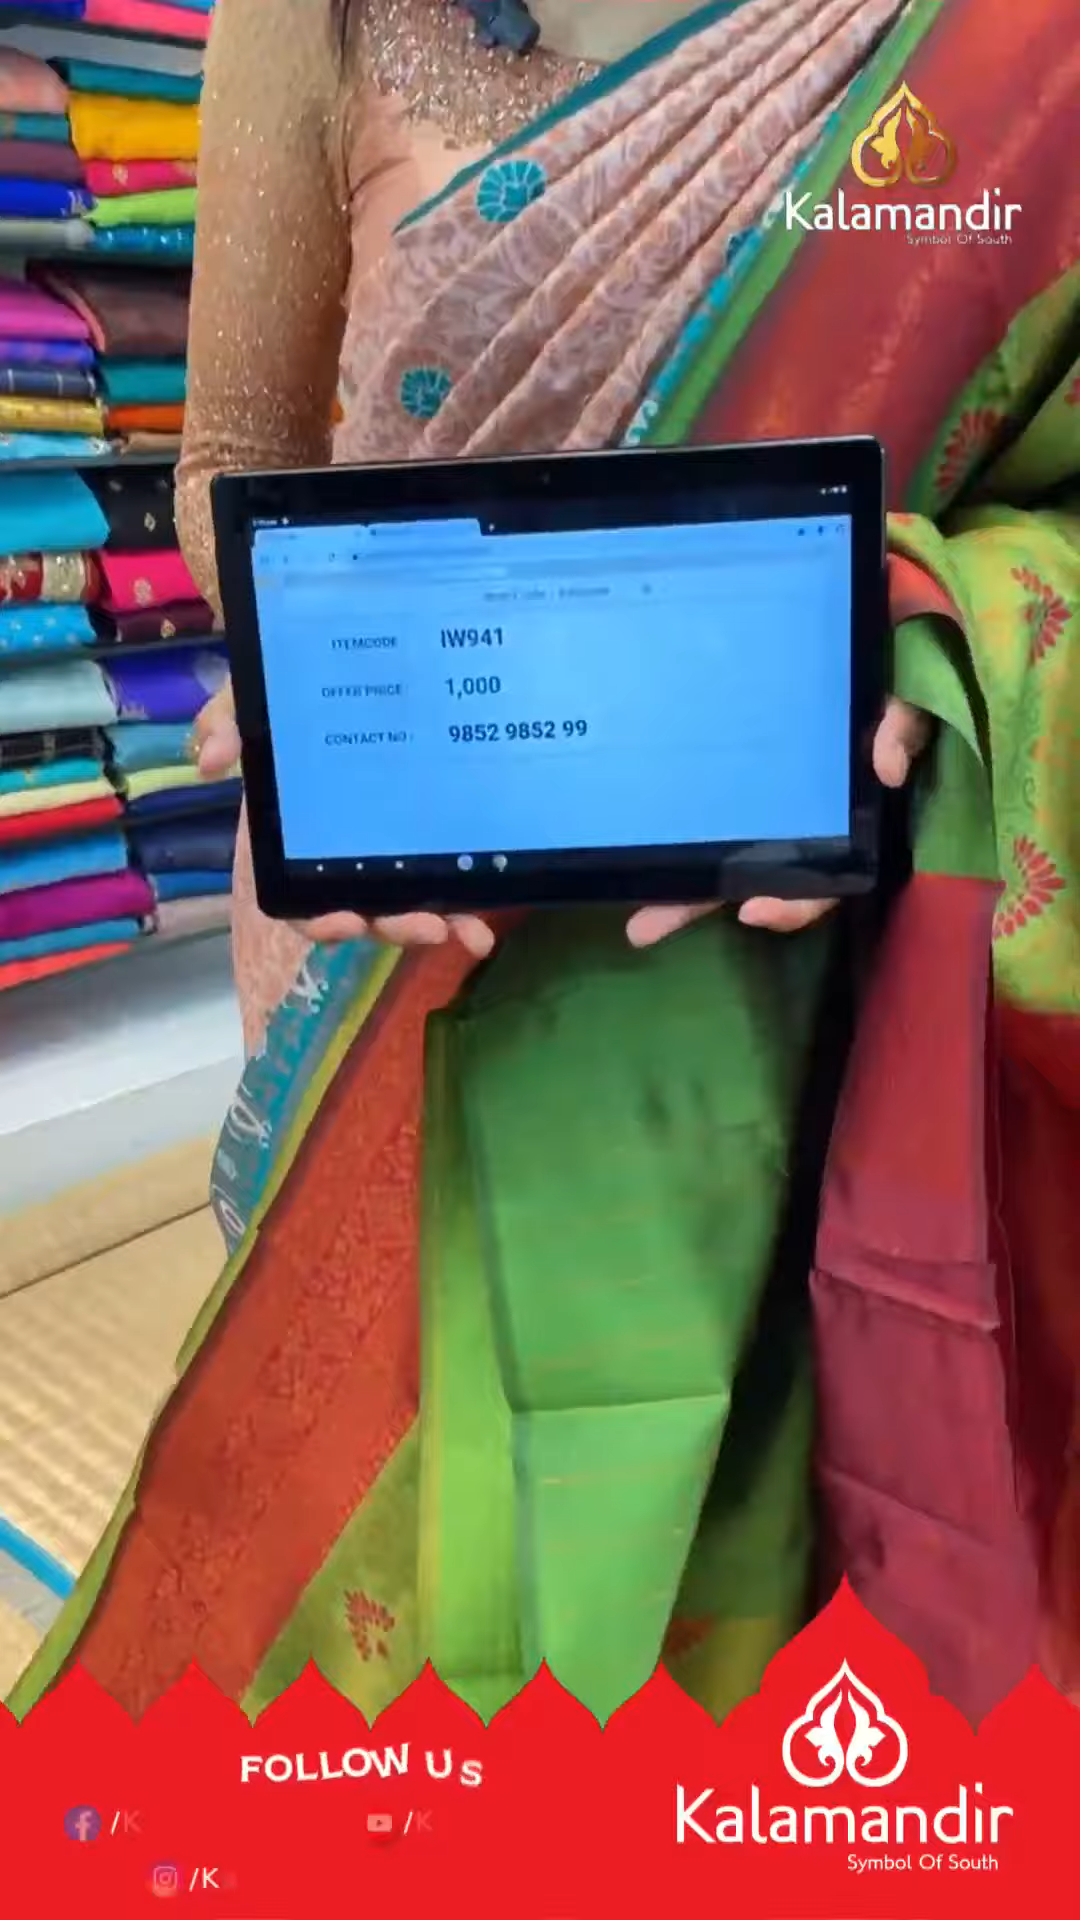 Kalamandir
Symbol Of South
ITEMCODE
IW941
OFFER PRICE
1,000
CONTACT NO :
9852 9852 99
FOLLOW US
/K
/K
/K
Kalamandir
Symbol Of South